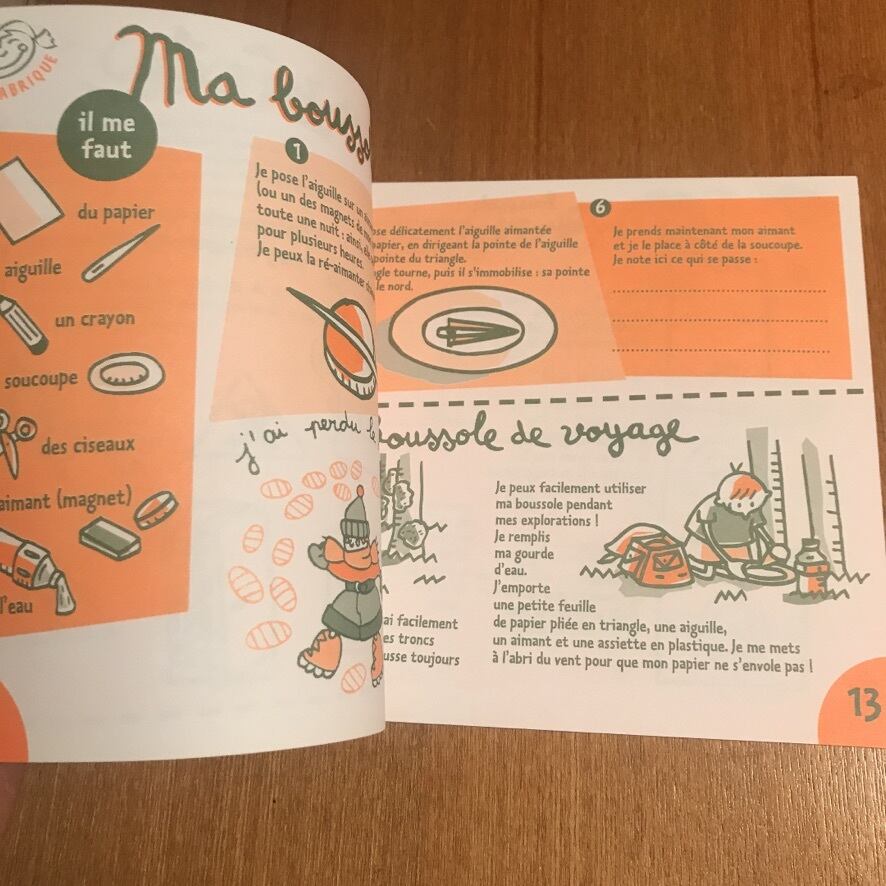 Ma
il me
faut
du papier
aiguille
un crayon
soucoupe
des ciseaux
aimant (magnet)
l'eau
1
Je pose l'aiguille sur un
(ou un des magnets de
toute une nuit : ainsi,
pour plusieurs heures.
Je peux la ré-aimanter
j'ai perdu le
délicatement l'aiguille aimantée
papier, en dirigeant la pointe de l'aiguille
pointe du triangle.
tourne, puis il s'immobilise : sa pointe
le nord.
6
Je prends maintenant mon aimant
et je le place à côté de la soucoupe.
Je note ici ce qui se passe :
boussole de voyage
facilement
troncs
toujours
Je peux facilement utiliser
ma boussole pendant
mes explorations !
Je remplis
ma gourde
d'eau.
J'emporte
une petite feuille
de papier pliée en triangle, une aiguille,
un aimant et une assiette en plastique. Je me mets
à l'abri du vent pour que mon papier ne s'envole pas !
13